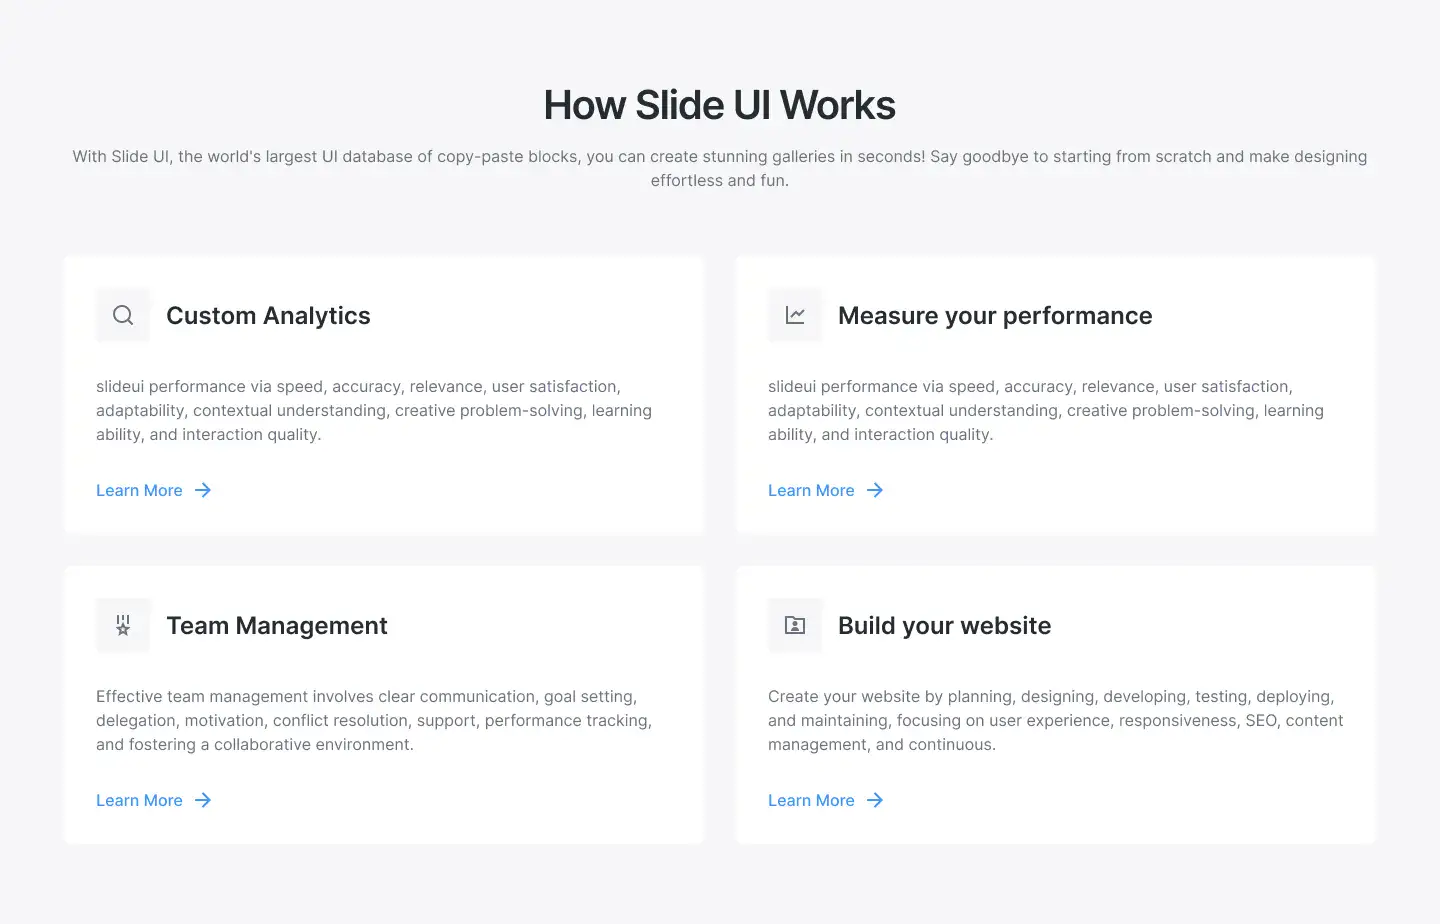 How Slide UI Works
With Slide UI, the world's largest UI database of copy-paste blocks, you can create stunning galleries in seconds! Say goodbye to starting from scratch and make designing
effortless and fun.
Custom Analytics
slideui performance via speed, accuracy, relevance, user satisfaction,
adaptability, contextual understanding, creative problem-solving, learning
ability, and interaction quality.
Learn More
Measure your performance
slideui performance via speed, accuracy, relevance, user satisfaction,
adaptability, contextual understanding, creative problem-solving, learning
ability, and interaction quality.
Learn More
Team Management
Effective team management involves clear communication, goal setting,
delegation, motivation, conflict resolution, support, performance tracking,
and fostering a collaborative environment.
Learn More
Build your website
Create your website by planning, designing, developing, testing, deploying,
and maintaining, focusing on user experience, responsiveness, SEO, content
management, and continuous.
Learn More